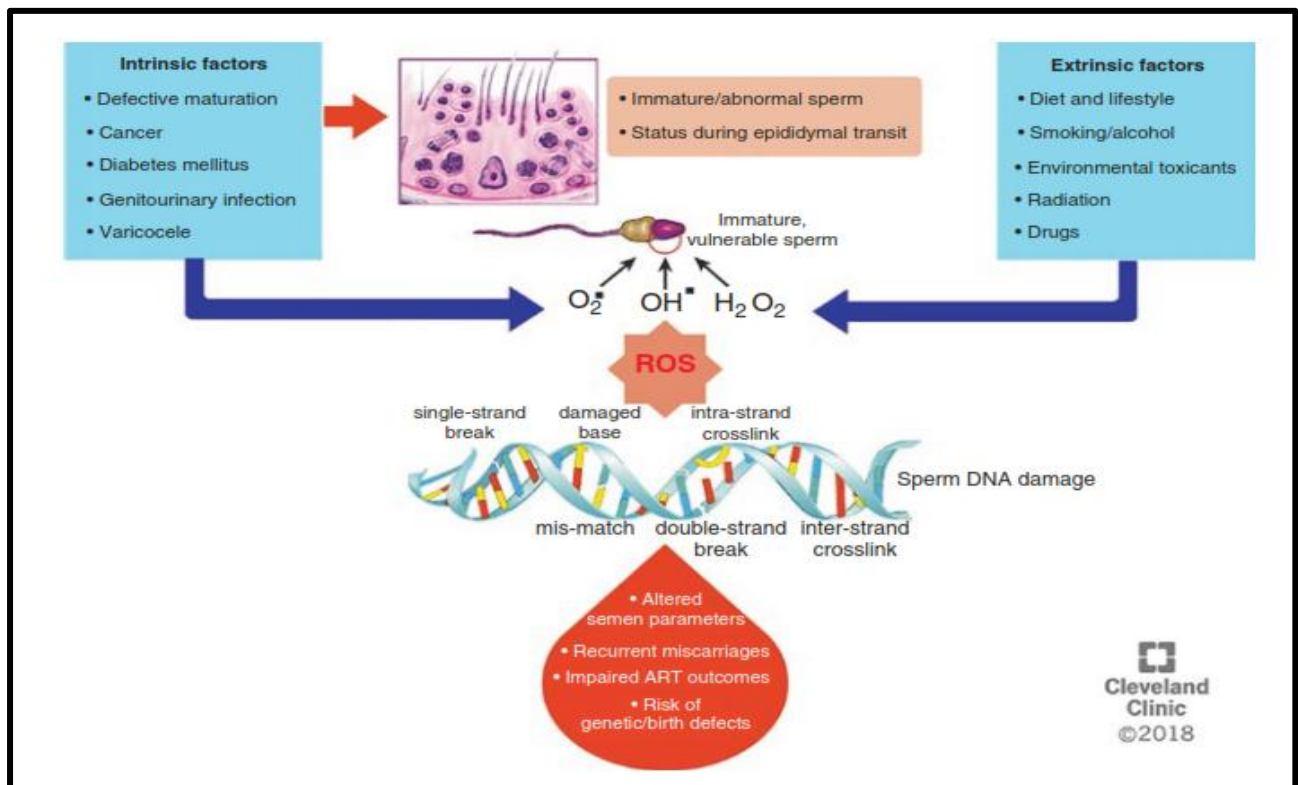 Intrinsic factors
• Defective maturation
• Cancer
• Diabetes mellitus
• Genitourinary infection
• Varicocele
• Immature/abnormal sperm
• Status during epididymal transit
Extrinsic factors
• Diet and lifestyle
• Smoking/alcohol
• Environmental toxicants
• Radiation
• Drugs
Immature,
vulnerable sperm
O₂▪ OH▪ H₂O₂
ROS
single-strand
break
damaged
base
intra-strand
crosslink
Sperm DNA damage
mis-match
double-strand
break
inter-strand
crosslink
• Altered
semen parameters
• Recurrent miscarriages
• Impaired ART outcomes
• Risk of
genetic/birth defects
Cleveland
Clinic
©2018